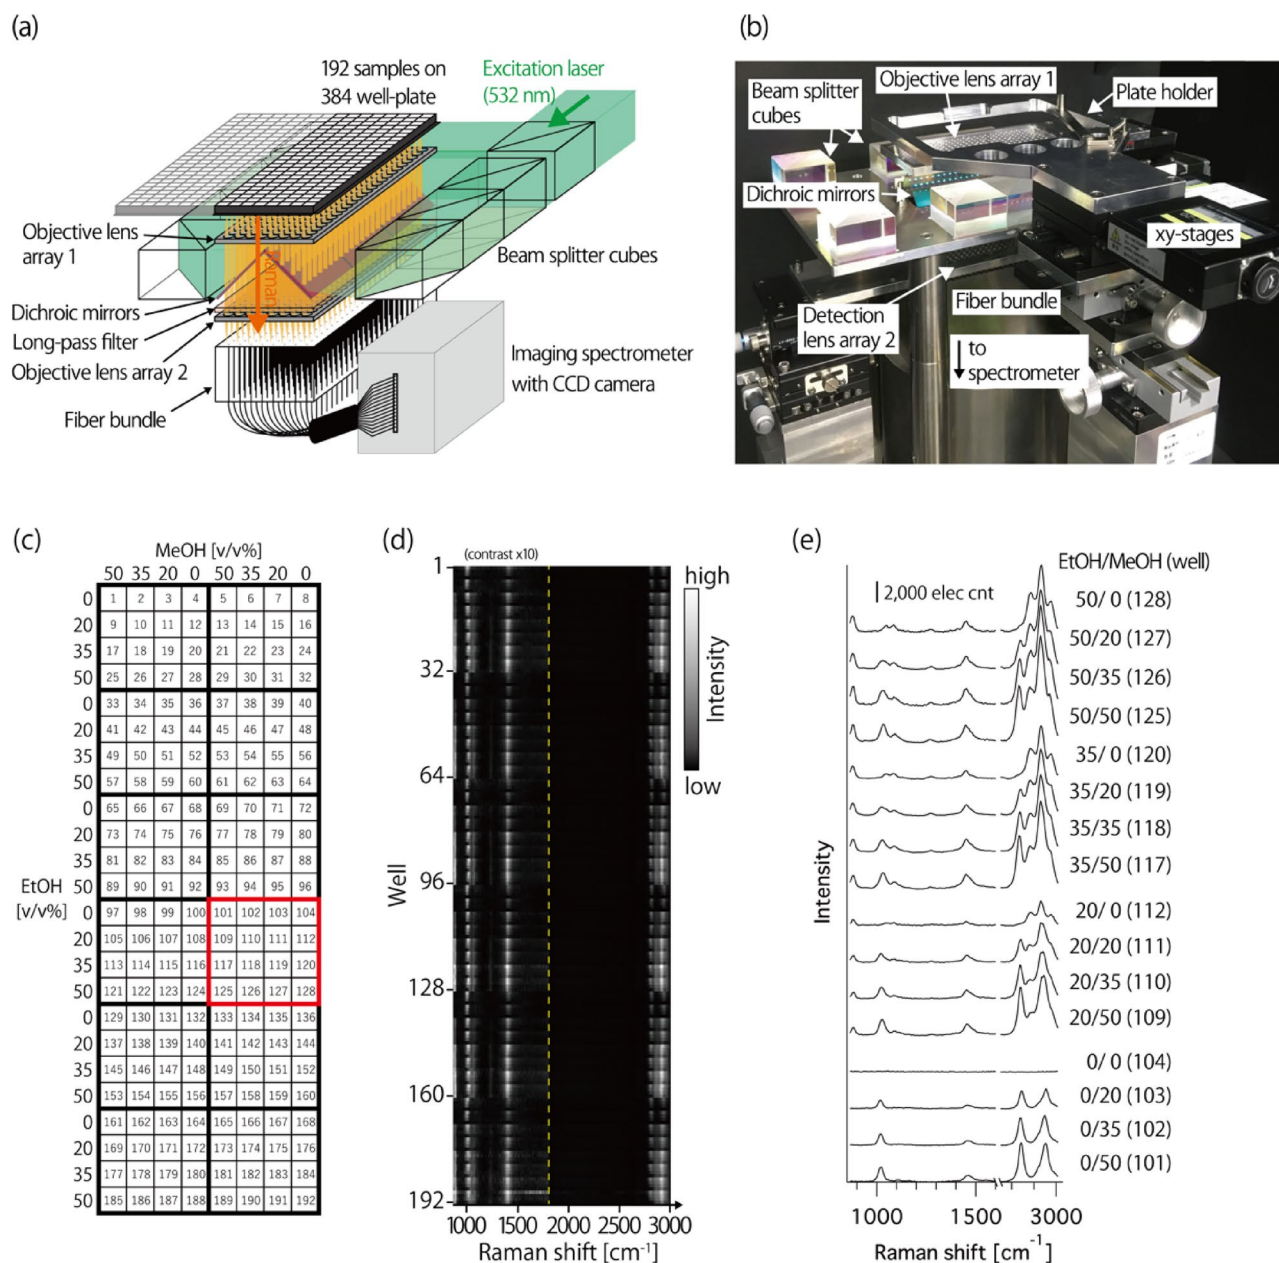 (a)
192 samples on
384 well-plate
Excitation laser
(532 nm)
Objective lens
array 1
Raman
Beam splitter cubes
Dichroic mirrors
Long-pass filter
Objective lens array 2
Fiber bundle
Imaging spectrometer
with CCD camera
(b)
Objective lens array 1
Beam splitter
cubes
Plate holder
Dichroic mirrors
xy-stages
Detection
lens array 2
Fiber bundle
to
spectrometer
(c)
MeOH [v/v%]
50 35 20 0 50 35 20 0
0 1 2 3 4 5 6 7 8
20 9 10 11 12 13 14 15 16
35 17 18 19 20 21 22 23 24
50 25 26 27 28 29 30 31 32
0 33 34 35 36 37 38 39 40
20 41 42 43 44 45 46 47 48
35 49 50 51 52 53 54 55 56
50 57 58 59 60 61 62 63 64
0 65 66 67 68 69 70 71 72
20 73 74 75 76 77 78 79 80
35 81 82 83 84 85 86 87 88
EtOH
[v/v%]
50 89 90 91 92 93 94 95 96
0 97 98 99 100 101 102 103 104
20 105 106 107 108 109 110 111 112
35 113 114 115 116 117 118 119 120
50 121 122 123 124 125 126 127 128
0 129 130 131 132 133 134 135 136
20 137 138 139 140 141 142 143 144
35 145 146 147 148 149 150 151 152
50 153 154 155 156 157 158 159 160
0 161 162 163 164 165 166 167 168
20 169 170 171 172 173 174 175 176
35 177 178 179 180 181 182 183 184
50 185 186 187 188 189 190 191 192
(d)
(contrast x10)
high
Intensity
low
Well
1
32
64
96
128
160
192
1000 1500 2000 2500 3000
Raman shift [cm-1]
(e)
EtOH/MeOH (well)
2,000 elec cnt
50/ 0 (128)
50/20 (127)
50/35 (126)
50/50 (125)
35/ 0 (120)
35/20 (119)
35/35 (118)
35/50 (117)
20/ 0 (112)
20/20 (111)
20/35 (110)
20/50 (109)
0/ 0 (104)
0/20 (103)
0/35 (102)
0/50 (101)
Intensity
1000 1500 3000
Raman shift [cm-1]